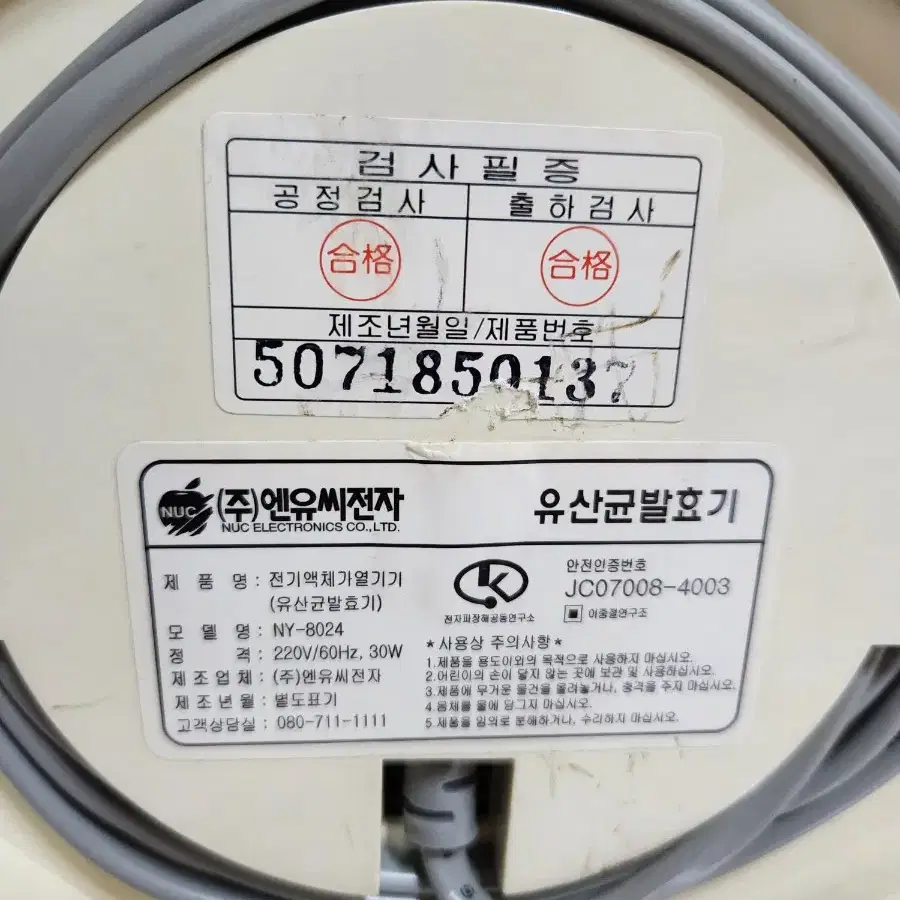 검사필증
공정검사 출하검사
合格 合格
제조년월일/제품번호
5071850137
NUC (주)엔유씨전자
NUC ELECTRONICS CO.,LTD.
유산균발효기
제 품 명 : 전기액체가열기기
(유산균발효기)
모 델 명 : NY-8024
정 격 : 220V/60Hz, 30W
제조업체 : (주)엔유씨전자
제조년월 : 별도표기
고객상담실 : 080-711-1111
전자파장해공동연구소
안전인증번호
JC07008-4003
이중절연구조
*사용상 주의사항*
1.제품을 용도이외의 목적으로 사용하지 마십시오.
2.어린이의 손이 닿지 않는 곳에 보관 및 사용하십시오.
3.제품에 무거운 물건을 올려놓거나, 충격을 주지 마십시오.
4.몸체를 물에 담그지 마십시오.
5.제품을 임의로 분해하거나, 수리하지 마십시오.